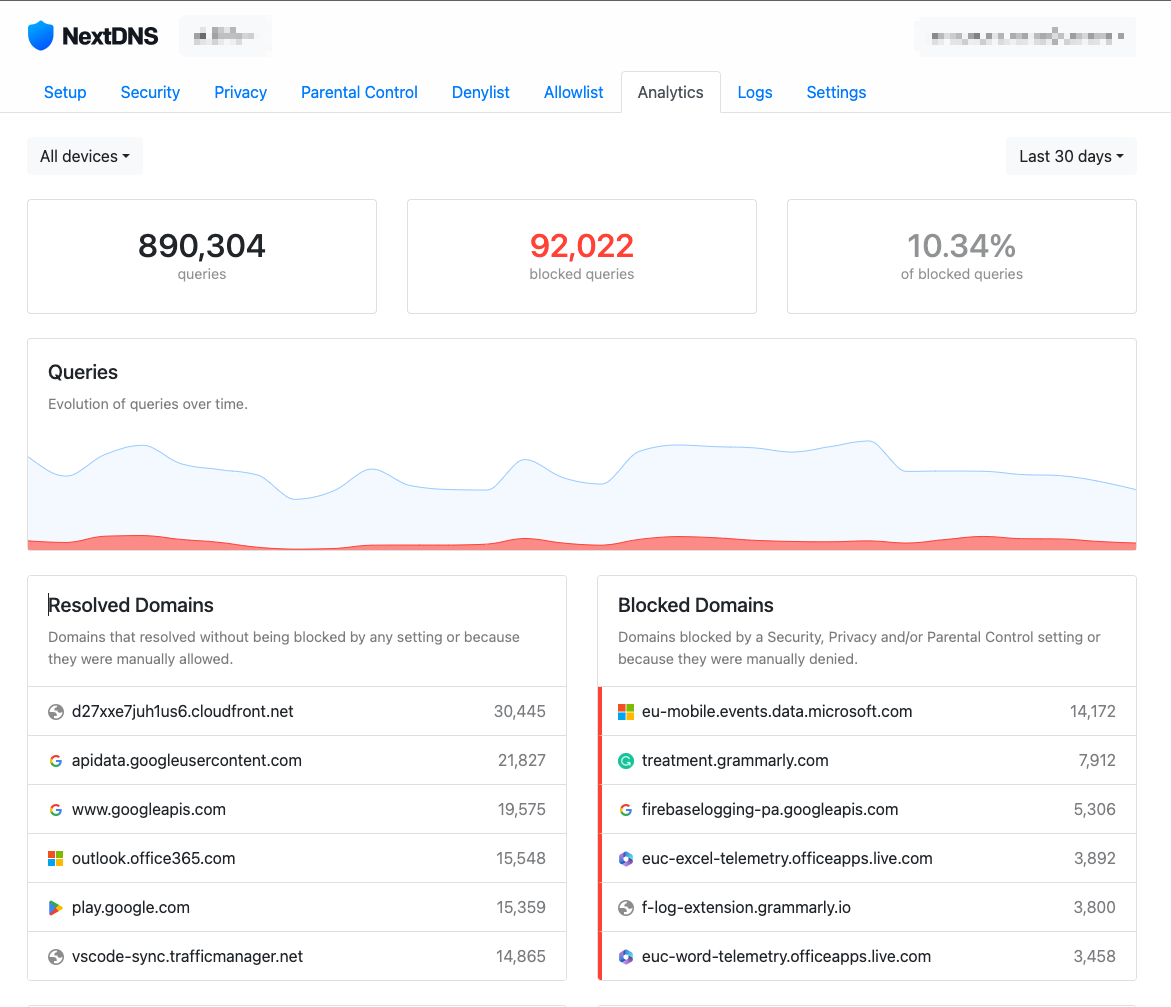 NextDNS
Setup Security Privacy Parental Control Denylist Allowlist Analytics Logs Settings
All devices Last 30 days
890,304 92,022 10.34%
queries blocked queries of blocked queries
Queries
Evolution of queries over time.
Resolved Domains
Domains that resolved without being blocked by any setting or because
they were manually allowed.
d27xxe7juh1us6.cloudfront.net 30,445
apidata.googleusercontent.com 21,827
www.googleapis.com 19,575
outlook.office365.com 15,548
play.google.com 15,359
vscode-sync.trafficmanager.net 14,865
Blocked Domains
Domains blocked by a Security, Privacy and/or Parental Control setting or
because they were manually denied.
eu-mobile.events.data.microsoft.com 14,172
treatment.grammarly.com 7,912
firebaselogging-pa.googleapis.com 5,306
euc-excel-telemetry.officeapps.live.com 3,892
f-log-extension.grammarly.io 3,800
euc-word-telemetry.officeapps.live.com 3,458